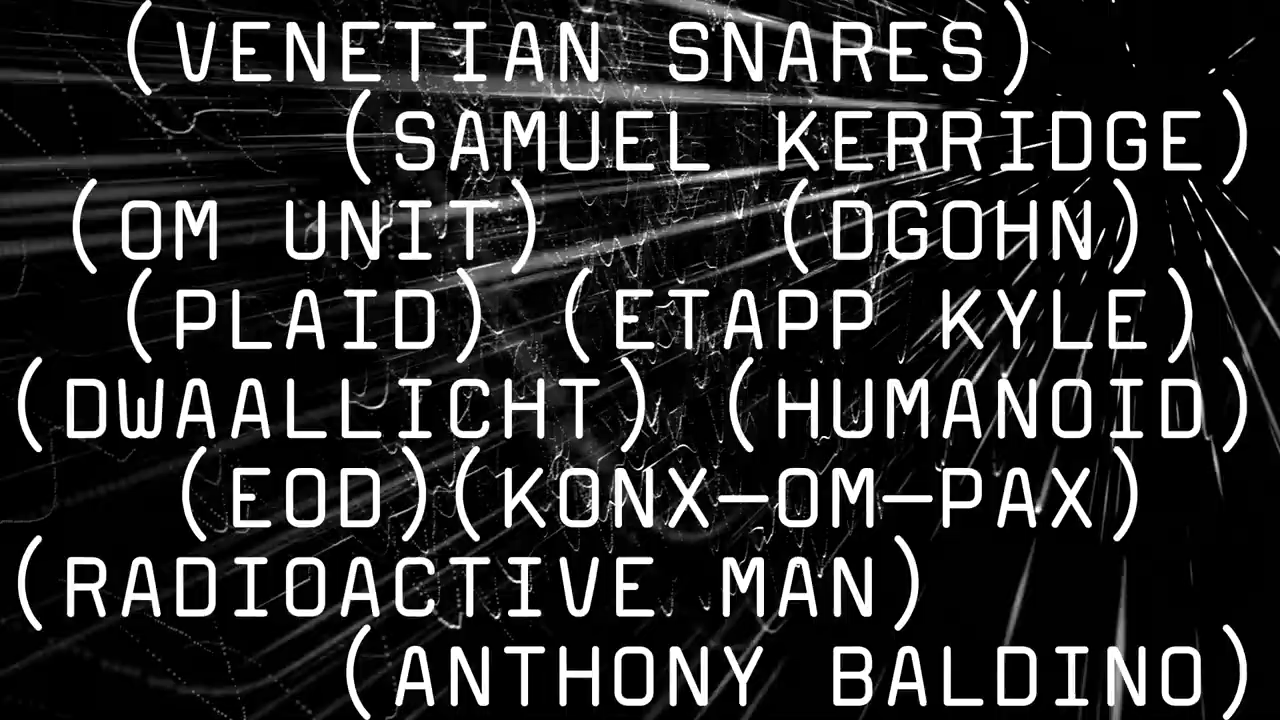 (VENETIAN SNARES)
(SAMUEL KERRIDGE)
(OM UNIT) (DGOHN)
(PLAID) (ETAPP KYLE)
(DWAALLICHT) (HUMANOID)
(EOD)(KONX—OM—PAX)
(RADIOACTIVE MAN)
(ANTHONY BALDINO)